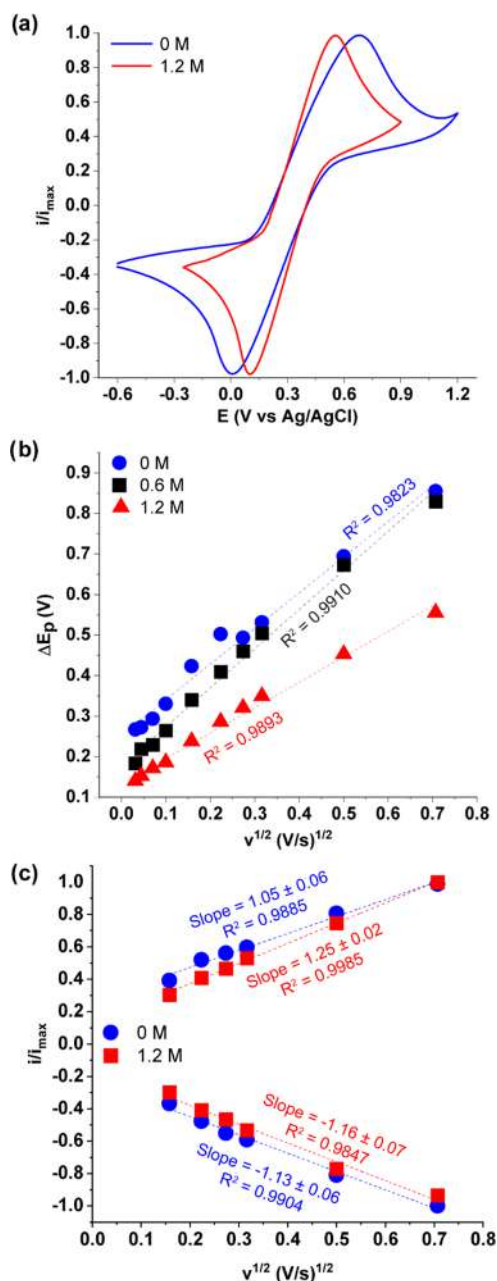 (a)
0 M
1.2 M
1.0
0.8
0.6
0.4
0.2
0.0
-0.2
-0.4
-0.6
-0.8
-1.0
i/i_max
-0.6 -0.3 0.0 0.3 0.6 0.9 1.2
E (V vs Ag/AgCl)
(b)
0 M
0.6 M
1.2 M
R² = 0.9823
R² = 0.9910
R² = 0.9893
0.9
0.8
0.7
0.6
0.5
0.4
0.3
0.2
0.1
ΔE_p (V)
0.0 0.1 0.2 0.3 0.4 0.5 0.6 0.7 0.8
v^1/2 (V/s)^1/2
(c)
Slope = 1.05 ± 0.06
R² = 0.9885
Slope = 1.25 ± 0.02
R² = 0.9985
0 M
1.2 M
Slope = -1.16 ± 0.07
R² = 0.9847
Slope = -1.13 ± 0.06
R² = 0.9904
1.0
0.8
0.6
0.4
0.2
0.0
-0.2
-0.4
-0.6
-0.8
-1.0
i/i_max
0.0 0.1 0.2 0.3 0.4 0.5 0.6 0.7 0.8
v^1/2 (V/s)^1/2